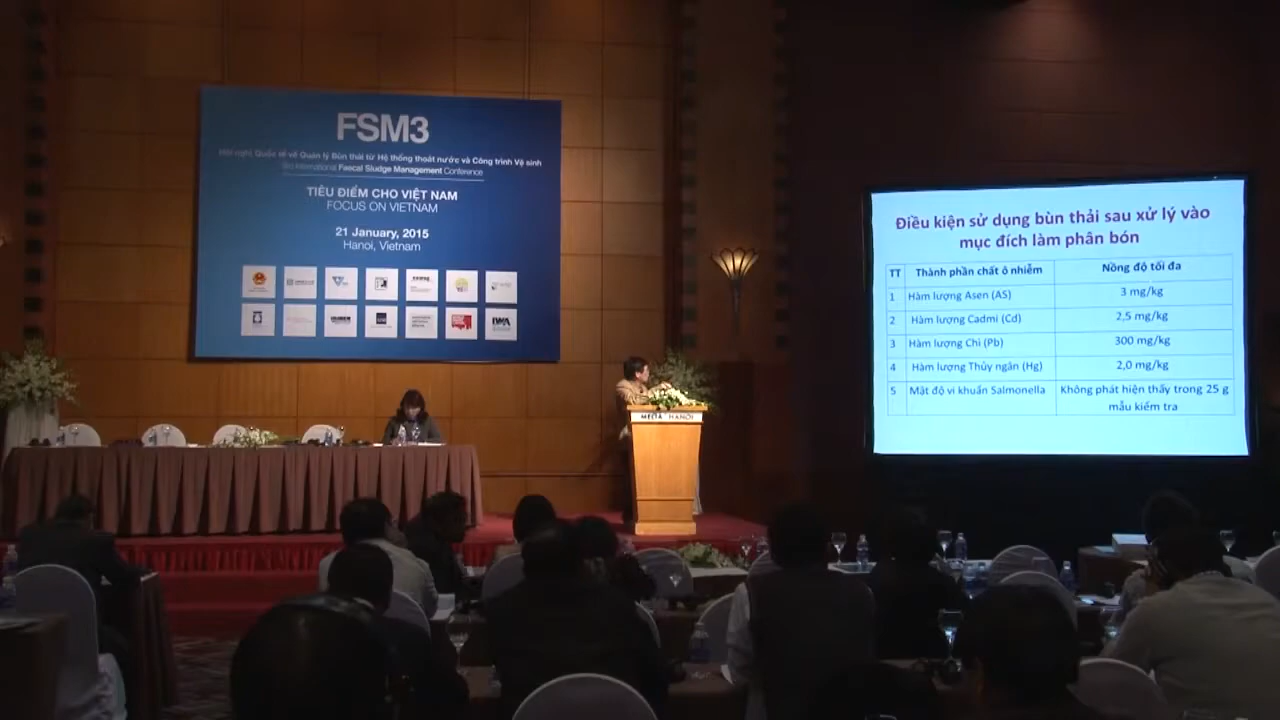 FSM3
Hội nghị Quốc tế về Quản lý Bùn thải từ Hệ thống thoát nước và Công trình Vệ sinh
3rd International Faecal Sludge Management Conference
TIÊU ĐIỂM CHO VIỆT NAM
FOCUS ON VIETNAM
21 January, 2015
Hanoi, Vietnam
IWA
HANOI
Điều kiện sử dụng bùn thải sau xử lý vào
mục đích làm phân bón
TT Thành phần chất ô nhiễm Nồng độ tối đa
1 Hàm lượng Asen (AS) 3 mg/kg
2 Hàm lượng Cadmi (Cd) 2,5 mg/kg
3 Hàm lượng Chì (Pb) 300 mg/kg
4 Hàm lượng Thủy ngân (Hg) 2,0 mg/kg
5 Mật độ vi khuẩn Salmonella Không phát hiện thấy trong 25 g
mẫu kiểm tra